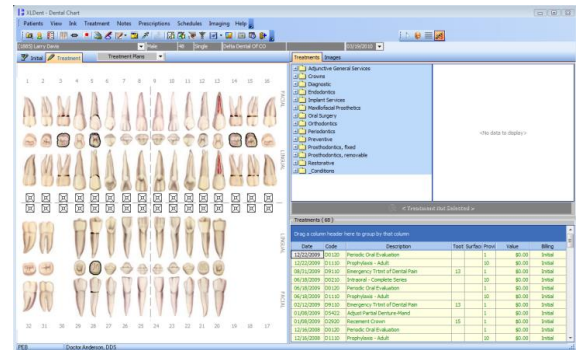 XLDent - Dental Chart
Patients View Ink Treatment Notes Prescriptions Schedules Imaging Help
Larry Davis Male 48 Single Delta Dental Of CO 03/19/2010
Initial Treatment Treatment Plans
Treatments Images
Adjunctive General Services
Crowns
Diagnostic
Endodontics
Implant Services
Maxillofacial Prosthetics
Oral Surgery
Orthodontics
Periodontics
Preventive
Prosthodontics, fixed
Prosthodontics, removable
Restorative
_Conditions
<No data to display>
1 2 3 4 5 6 7 8 9 10 11 12 13 14 15 16
FACIAL
LINGUAL
LINGUAL
FACIAL
32 31 30 29 28 27 26 25 24 23 22 21 20 19 18 17
< Treatment Not Selected >
Treatments ( 60 )
Drag a column header here to group by that column
Date Code Description Toot Surface Provi Value Billing
12/22/2009 D0120 Periodic Oral Evaluation 1 $0.00 Initial
12/22/2009 D1110 Prophylaxis - Adult 10 $0.00 Initial
08/31/2009 D9110 Emergency Trtmt of Dental Pain 13 1 $0.00 Initial
06/18/2009 D0210 Intraoral - Complete Series 10 $0.00 Initial
06/18/2009 D0120 Periodic Oral Evaluation 1 $0.00 Initial
06/18/2009 D1110 Prophylaxis - Adult 10 $0.00 Initial
02/12/2009 D9110 Emergency Trtmt of Dental Pain 13 1 $0.00 Initial
01/08/2009 D5422 Adjust Partial Denture-Mand 1 $0.00 Initial
01/08/2009 D2920 Recement Crown 15 1 $0.00 Initial
12/16/2008 D0120 Periodic Oral Evaluation 1 $0.00 Initial
12/16/2008 D1110 Prophylaxis - Adult 10 $0.00 Initial
PEB Doctor Anderson, DDS